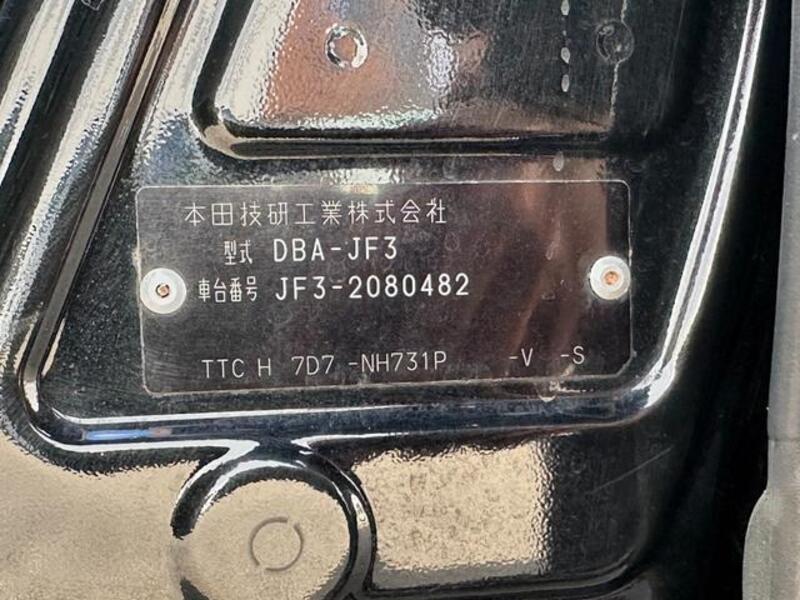 本田技研工業株式会社
型式 DBA-JF3
車台番号 JF3-2080482
TTC H 7D7 -NH731P -V -S